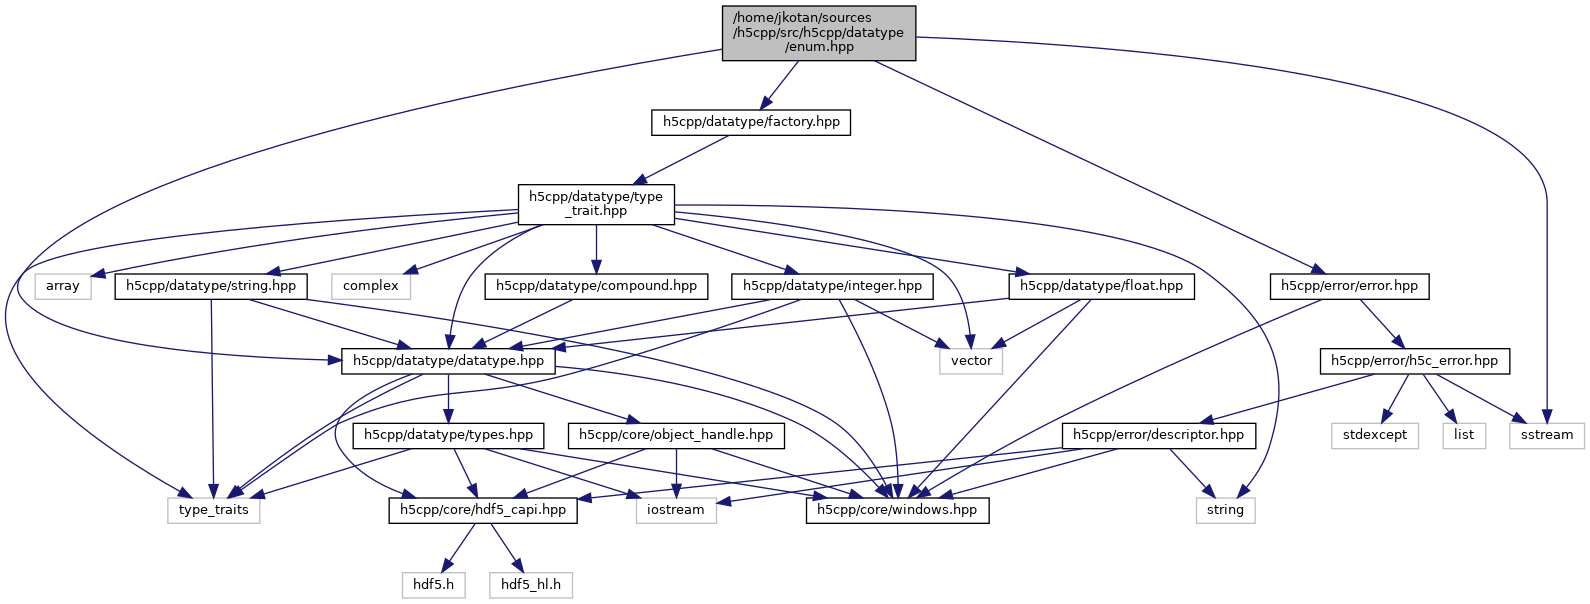 /home/jkotan/sources
/h5cpp/src/h5cpp/datatype
/enum.hpp
h5cpp/datatype/factory.hpp
h5cpp/datatype/type
_trait.hpp
array
h5cpp/datatype/string.hpp
complex
h5cpp/datatype/compound.hpp
h5cpp/datatype/integer.hpp
h5cpp/datatype/float.hpp
h5cpp/error/error.hpp
h5cpp/datatype/datatype.hpp
vector
h5cpp/error/h5c_error.hpp
h5cpp/datatype/types.hpp
h5cpp/core/object_handle.hpp
h5cpp/error/descriptor.hpp
stdexcept
list
sstream
type_traits
h5cpp/core/hdf5_capi.hpp
iostream
h5cpp/core/windows.hpp
string
hdf5.h
hdf5_hl.h